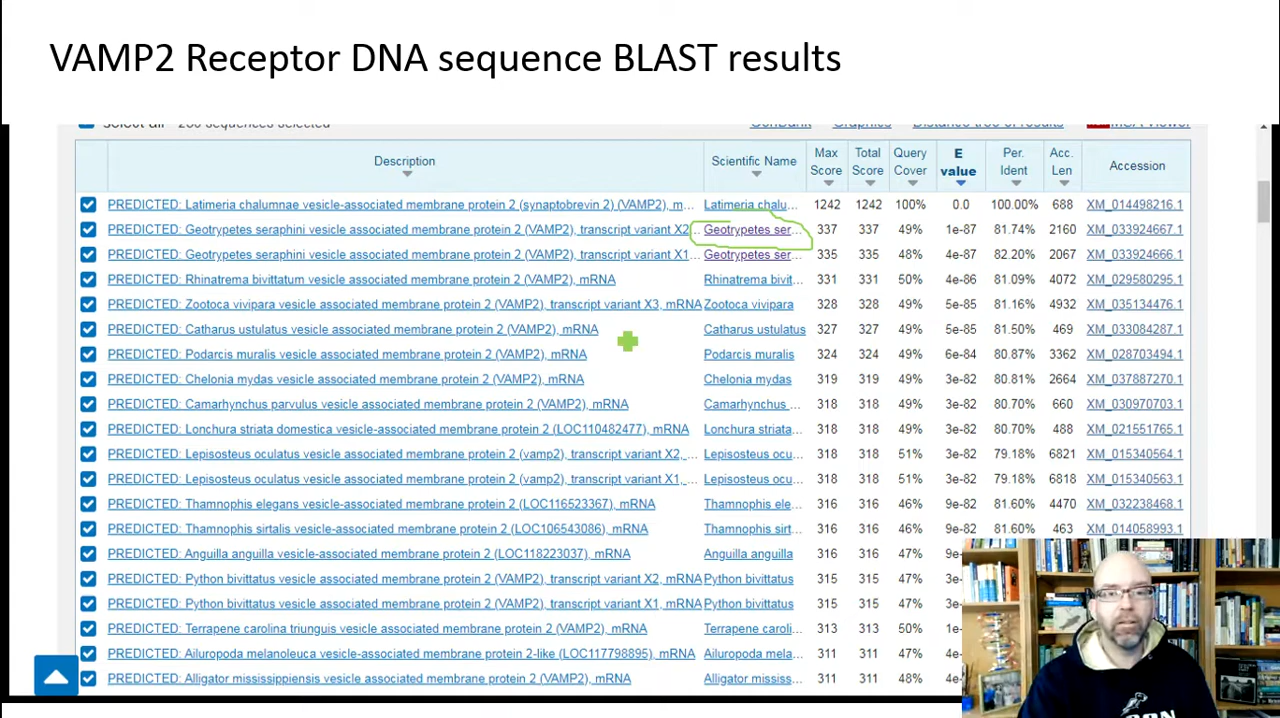 VAMP2 Receptor DNA sequence BLAST results
select all 250 sequences selected GenBank Graphics Distance tree of results MSA Viewer
Description Scientific Name Max Score Total Score Query Cover E value Per. Ident Acc. Len Accession
PREDICTED: Latimeria chalumnae vesicle-associated membrane protein 2 (synaptobrevin 2) (VAMP2), m... Latimeria chalu... 1242 1242 100% 0.0 100.00% 688 XM_014498216.1
PREDICTED: Geotrypetes seraphini vesicle associated membrane protein 2 (VAMP2), transcript variant X2... Geotrypetes ser... 337 337 49% 1e-87 81.74% 2160 XM_033924667.1
PREDICTED: Geotrypetes seraphini vesicle associated membrane protein 2 (VAMP2), transcript variant X1... Geotrypetes ser... 335 335 48% 4e-87 82.20% 2067 XM_033924666.1
PREDICTED: Rhinatrema bivittatum vesicle associated membrane protein 2 (VAMP2), mRNA Rhinatrema bivit... 331 331 50% 4e-86 81.09% 4072 XM_029580295.1
PREDICTED: Zootoca vivipara vesicle associated membrane protein 2 (VAMP2), transcript variant X3, mRNA Zootoca vivipara 328 328 49% 5e-85 81.16% 4932 XM_035134476.1
PREDICTED: Catharus ustulatus vesicle associated membrane protein 2 (VAMP2), mRNA Catharus ustulatus 327 327 49% 5e-85 81.50% 469 XM_033084287.1
PREDICTED: Podarcis muralis vesicle associated membrane protein 2 (VAMP2), mRNA Podarcis muralis 324 324 49% 6e-84 80.87% 3362 XM_028703494.1
PREDICTED: Chelonia mydas vesicle associated membrane protein 2 (VAMP2), mRNA Chelonia mydas 319 319 49% 3e-82 80.81% 2664 XM_037887270.1
PREDICTED: Camarhynchus parvulus vesicle associated membrane protein 2 (VAMP2), mRNA Camarhynchus ... 318 318 49% 3e-82 80.70% 660 XM_030970703.1
PREDICTED: Lonchura striata domestica vesicle-associated membrane protein 2 (LOC110482477), mRNA Lonchura striata... 318 318 49% 3e-82 80.70% 488 XM_021551765.1
PREDICTED: Lepisosteus oculatus vesicle-associated membrane protein 2 (vamp2), transcript variant X2, ... Lepisosteus ocu... 318 318 51% 3e-82 79.18% 6821 XM_015340564.1
PREDICTED: Lepisosteus oculatus vesicle-associated membrane protein 2 (vamp2), transcript variant X1, ... Lepisosteus ocu... 318 318 51% 3e-82 79.18% 6818 XM_015340563.1
PREDICTED: Thamnophis elegans vesicle-associated membrane protein 2 (LOC116523367), mRNA Thamnophis ele... 316 316 46% 9e-82 81.60% 4470 XM_032238468.1
PREDICTED: Thamnophis sirtalis vesicle-associated membrane protein 2 (LOC106543086), mRNA Thamnophis sirt... 316 316 46% 9e-82 81.60% 463 XM_014058993.1
PREDICTED: Anguilla anguilla vesicle-associated membrane protein 2 (LOC118223037), mRNA Anguilla anguilla 316 316 47% 9e-
PREDICTED: Python bivittatus vesicle associated membrane protein 2 (VAMP2), transcript variant X2, mRNA Python bivittatus 315 315 47% 3e-
PREDICTED: Python bivittatus vesicle associated membrane protein 2 (VAMP2), transcript variant X1, mRNA Python bivittatus 315 315 47% 3e-
PREDICTED: Terrapene carolina triunguis vesicle associated membrane protein 2 (VAMP2), mRNA Terrapene caroli... 313 313 50% 1e-
PREDICTED: Ailuropoda melanoleuca vesicle-associated membrane protein 2-like (LOC117798895), mRNA Ailuropoda mela... 311 311 47% 4e-
PREDICTED: Alligator mississippiensis vesicle associated membrane protein 2 (VAMP2), mRNA Alligator mississ... 311 311 48% 4e-